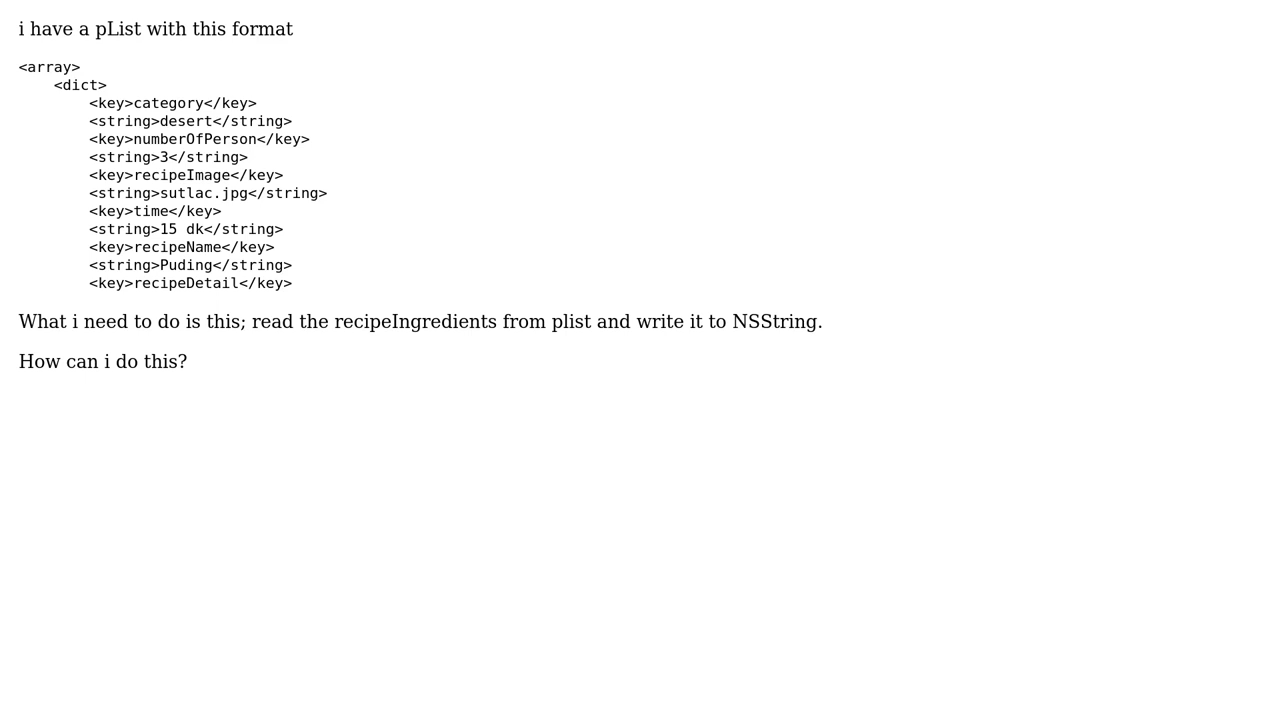 i have a pList with this format
<array>
    <dict>
        <key>category</key>
        <string>desert</string>
        <key>numberOfPerson</key>
        <string>3</string>
        <key>recipeImage</key>
        <string>sutlac.jpg</string>
        <key>time</key>
        <string>15 dk</string>
        <key>recipeName</key>
        <string>Puding</string>
        <key>recipeDetail</key>
What i need to do is this; read the recipeIngredients from plist and write it to NSString.
How can i do this?